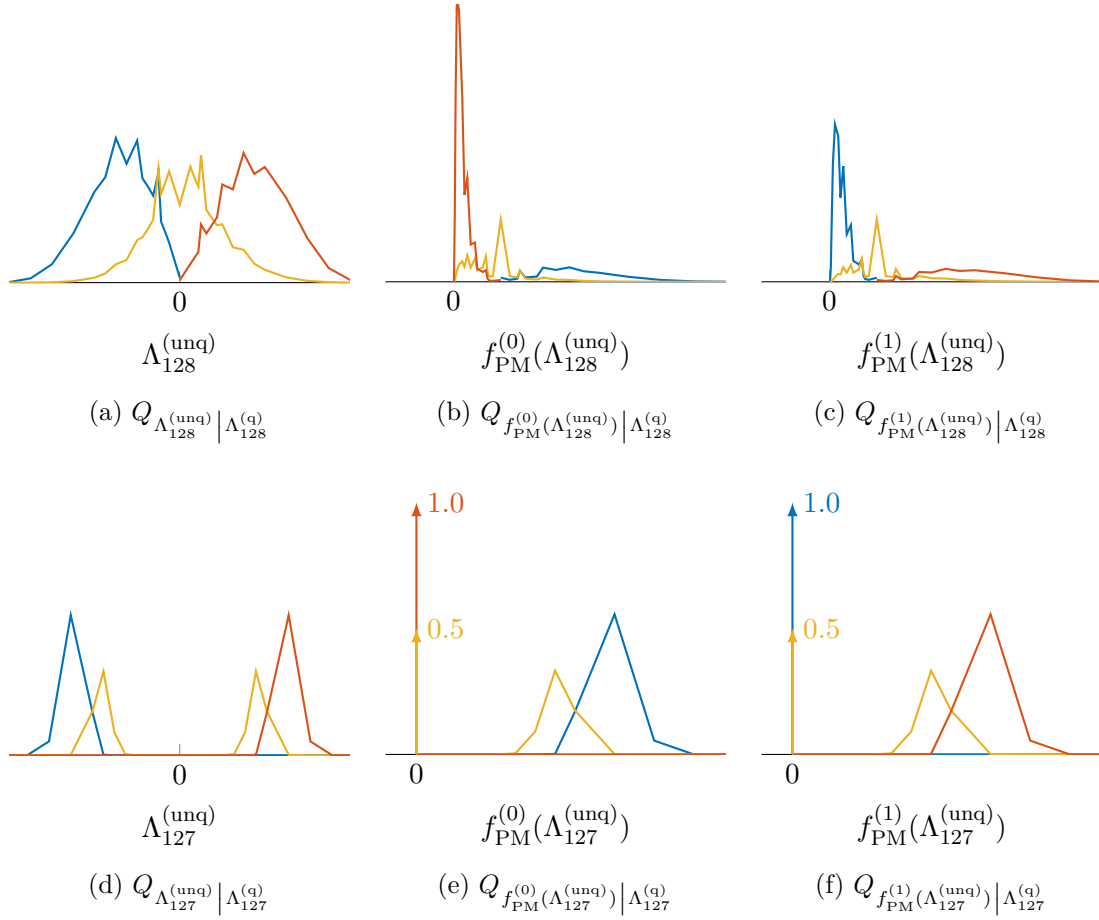 0 0 0
Λ_{128}^{(unq)} f_{PM}^{(0)}(Λ_{128}^{(unq)}) f_{PM}^{(1)}(Λ_{128}^{(unq)})
(a) Q_{Λ_{128}^{(unq)}|Λ_{128}^{(q)}} (b) Q_{f_{PM}^{(0)}(Λ_{128}^{(unq)})|Λ_{128}^{(q)}} (c) Q_{f_{PM}^{(1)}(Λ_{128}^{(unq)})|Λ_{128}^{(q)}}
1.0 1.0
0.5 0.5
0 0 0
Λ_{127}^{(unq)} f_{PM}^{(0)}(Λ_{127}^{(unq)}) f_{PM}^{(1)}(Λ_{127}^{(unq)})
(d) Q_{Λ_{127}^{(unq)}|Λ_{127}^{(q)}} (e) Q_{f_{PM}^{(0)}(Λ_{127}^{(unq)})|Λ_{127}^{(q)}} (f) Q_{f_{PM}^{(1)}(Λ_{127}^{(unq)})|Λ_{127}^{(q)}}